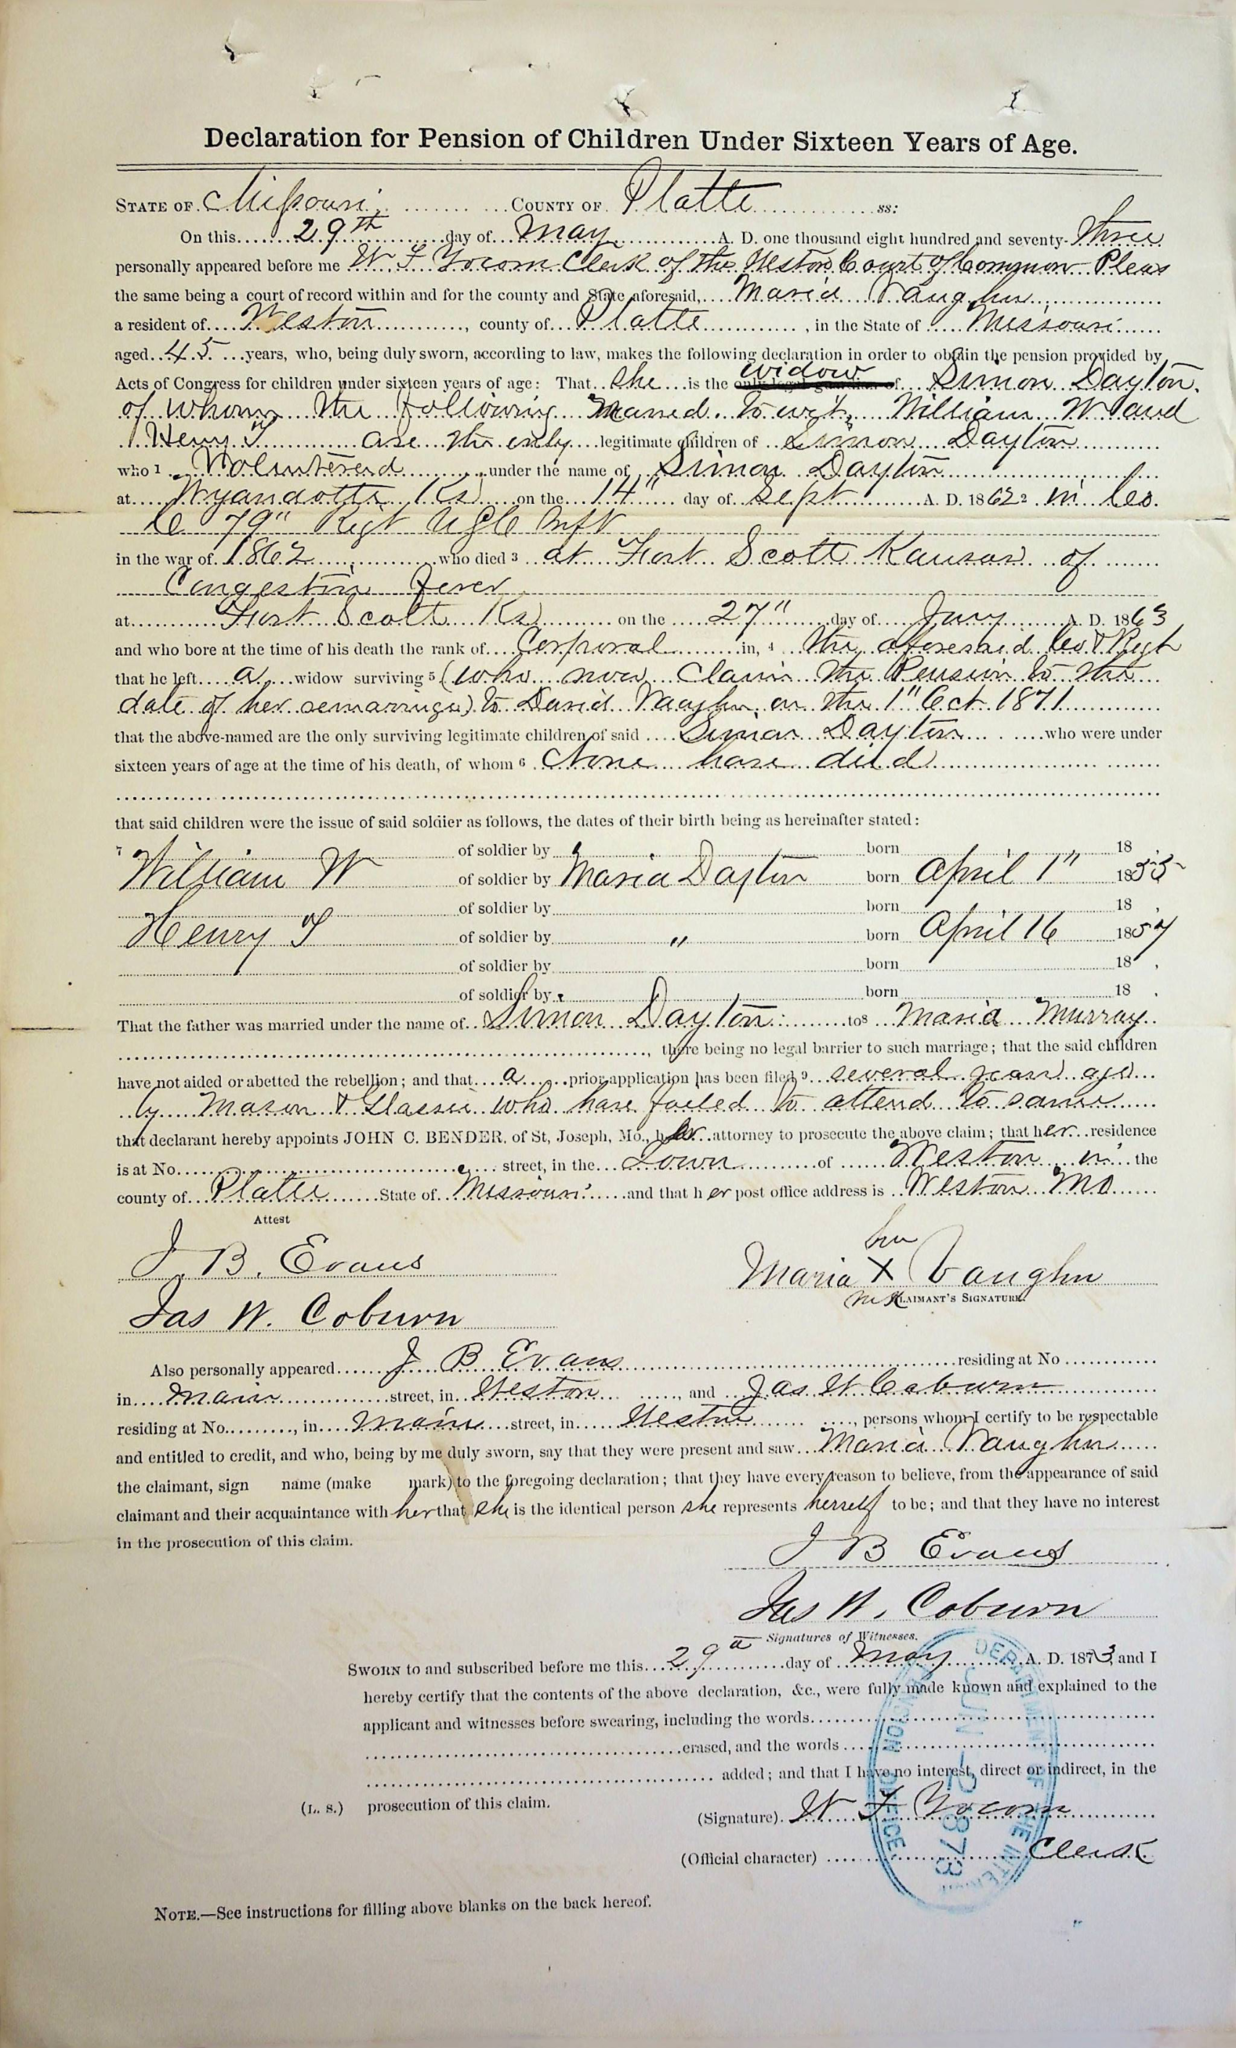 Declaration for Pension of Children Under Sixteen Years of Age.
STATE OF Missouri COUNTY OF Platte ss:
On this 29th day of May A. D. one thousand eight hundred and seventy-three
personally appeared before me W F Yocom Clerk of the Weston Court of Common Pleas
the same being a court of record within and for the county and State aforesaid, Maria Vaughn
a resident of Weston, county of Platte, in the State of Missouri
aged 45 years, who, being duly sworn, according to law, makes the following declaration in order to obtain the pension provided by
Acts of Congress for children under sixteen years of age: That She is the only legal guardian of widow Simon Dayton
of whom the following named to wit, William W and
Henry T are the only legitimate children of Simon Dayton
who 1 Volunteered under the name of Simon Dayton
at Wyandotte Ks on the 14" day of Sept A. D. 1862 2 in Co.
79" Regt Inft
in the war of 1862 who died 3 at Fort Scott Kansas of
Congestive fever
at Fort Scott Ks on the 27" day of Jany A. D. 1863
and who bore at the time of his death the rank of Corporal in, 4 the aforesaid Co & Regt
that he left a widow surviving 5 (who now claim the Pension to the
date of her remarriage) to David Vaughn on the 1" Oct 1871
that the above-named are the only surviving legitimate children of said Simon Dayton who were under
sixteen years of age at the time of his death, of whom 6 None have died
that said children were the issue of said soldier as follows, the dates of their birth being as hereinafter stated:
7 of soldier by born 18
William W of soldier by Maria Dayton born April 1" 1855
of soldier by born 18 ,
Henry T of soldier by " born April 16 1857
of soldier by born 18 ,
of soldier by born 18 ,
That the father was married under the name of Simon Dayton to 8 Maria Murray
, there being no legal barrier to such marriage; that the said children
have not aided or abetted the rebellion; and that a prior application has been filed 9 several years ago
by Mason & who have failed to attend to same
that declarant hereby appoints JOHN C. BENDER, of St, Joseph, Mo., her attorney to prosecute the above claim; that her residence
is at No. street, in the Town of Weston in the
county of Platte State of Missouri and that her post office address is Weston Mo
Attest
J. B. Evans
her
Maria X Vaughn
mk CLAIMANT'S SIGNATURE.
Jas W. Coburn
Also personally appeared J B Evans residing at No
in Main street, in Weston, and Jas W Coburn
residing at No., in Main street, in Weston, persons whom I certify to be respectable
and entitled to credit, and who, being by me duly sworn, say that they were present and saw Maria Vaughn
the claimant, sign name (make mark) to the foregoing declaration; that they have every reason to believe, from the appearance of said
claimant and their acquaintance with her that she is the identical person she represents herself to be; and that they have no interest
in the prosecution of this claim.
J B Evans
Jas W. Coburn
Signatures of Witnesses.
SWORN to and subscribed before me this 29th day of May A. D. 1873, and I
hereby certify that the contents of the above declaration, &c., were fully made known and explained to the
applicant and witnesses before swearing, including the words
erased, and the words
added; and that I have no interest, direct or indirect, in the
(L. S.) prosecution of this claim.
(Signature) W F Yocom
(Official character) Clerk
DEPARTMENT OF THE INTERIOR
PENSION OFFICE
JUN 2 1873
NOTE.—See instructions for filling above blanks on the back hereof.